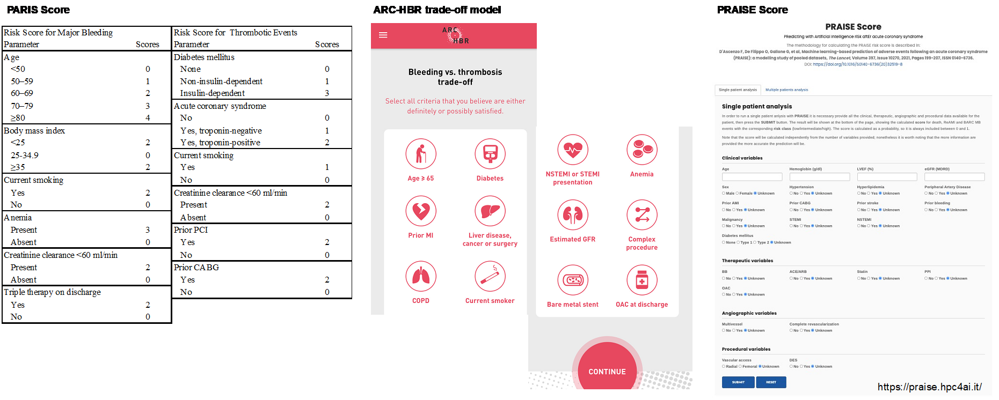 PARIS Score
Risk Score for Major Bleeding
Parameter Scores
Age
<50 0
50–59 1
60–69 2
70–79 3
≥80 4
Body mass index
<25 2
25-34.9 0
≥35 2
Current smoking
Yes 2
No 0
Anemia
Present 3
Absent 0
Creatinine clearance <60 ml/min
Present 2
Absent 0
Triple therapy on discharge
Yes 2
No 0
Risk Score for Thrombotic Events
Parameter Scores
Diabetes mellitus
None 0
Non-insulin-dependent 1
Insulin-dependent 3
Acute coronary syndrome
No 0
Yes, troponin-negative 1
Yes, troponin-positive 2
Current smoking
Yes 1
No 0
Creatinine clearance <60 ml/min
Present 2
Absent 0
Prior PCI
Yes 2
No 0
Prior CABG
Yes 2
No 0
ARC-HBR trade-off model
ARC
HBR
Bleeding vs. thrombosis
trade-off
Select all criteria that you believe are either
definitely or possibly satisfied.
Age ≥ 65 Diabetes
Prior MI Liver disease,
cancer or surgery
COPD Current smoker
NSTEMI or STEMI
presentation
Anemia
Estimated GFR Complex
procedure
Bare metal stent OAC at discharge
CONTINUE
PRAISE Score
PRAISE Score
PRedicting with Artificial Intelligence riSk aftEr acute coronary syndrome
The methodology for calculating the PRAISE risk score is described in:
D'Ascenzo F, De Filippo O, Gallone G, et al, Machine learning-based prediction of adverse events following an acute coronary syndrome
(PRAISE): a modelling study of pooled datasets, The Lancet, Volume 397, Issue 10270, 2021, Pages 199-207, ISSN 0140-6736.
DOI: https://doi.org/10.1016/S0140-6736(20)32519-8
Single patient analysis Multiple patients analysis
Single patient analysis
In order to run a single patient anlysis with PRAISE it is necessary provide all the clinical, therapeutic, angiographic and procedural data available for the
patient, then press the SUBMIT button. The result will be shown at the bottom of the page, showing the calculated score for death, ReAMI and BARC MB
events with the corresponding risk class (low/intermediate/high). The score is calculated as a probability, so it is always included between 0 and 1.
Note that the score will be calculated independently from the number of variables provided; nonetheless it is worth noting that the more information are
provided the more accurate the prediction will be.
Clinical variables
Age Hemoglobin (g/dl) LVEF (%) eGFR (MDRD)
Sex Hypertension Hyperlipidemia Peripheral Artery Disease
Male Female Unknown No Yes Unknown No Yes Unknown No Yes Unknown
Prior AMI Prior CABG Prior stroke Prior bleeding
No Yes Unknown No Yes Unknown No Yes Unknown No Yes Unknown
Malignancy STEMI NSTEMI
No Yes Unknown No Yes Unknown No Yes Unknown
Diabetes mellitus
None Type 1 Type 2 Unknown
Therapeutic variables
BB ACE/ARB Statin PPI
No Yes Unknown No Yes Unknown No Yes Unknown No Yes Unknown
OAC
No Yes Unknown
Angiographic variables
Multivessel Complete revascularization
No Yes Unknown No Yes Unknown
Procedural variables
Vascular access DES
Radial Femoral Unknown No Yes Unknown
SUBMIT RESET
https://praise.hpc4ai.it/